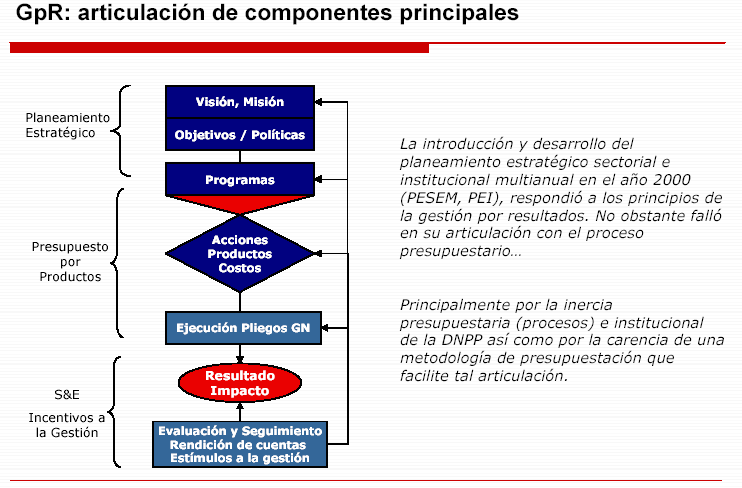 GpR: articulación de componentes principales
Planeamiento
Estratégico
Visión, Misión
Objetivos / Políticas
Programas
Presupuesto
por
Productos
Acciones
Productos
Costos
Ejecución Pliegos GN
S&E
Incentivos a
la Gestión
Resultado
Impacto
Evaluación y Seguimiento
Rendición de cuentas
Estímulos a la gestión
La introducción y desarrollo del
planeamiento estratégico sectorial e
institucional multianual en el año 2000
(PESEM, PEI), respondió a los principios de
la gestión por resultados. No obstante falló
en su articulación con el proceso
presupuestario…
Principalmente por la inercia
presupuestaria (procesos) e institucional
de la DNPP así como por la carencia de una
metodología de presupuestación que
facilite tal articulación.